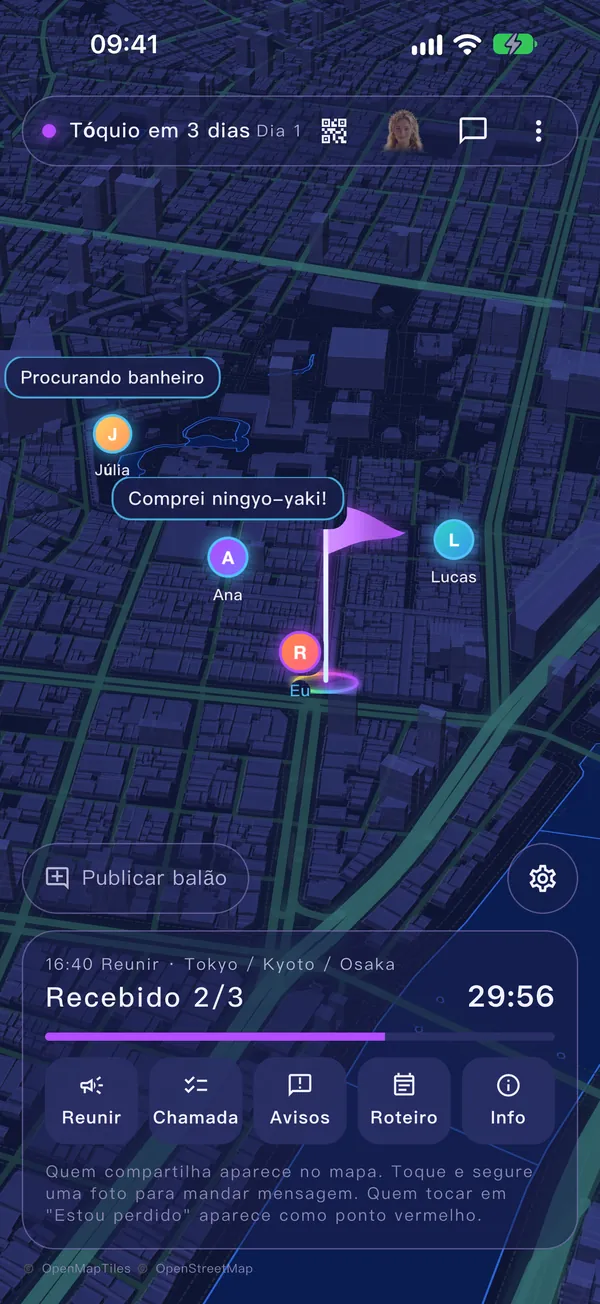 09:41
Tóquio em 3 dias Dia 1
Procurando banheiro
J
Júlia
Comprei ningyo-yaki!
A
Ana
L
Lucas
R
Eu
Publicar balão
16:40 Reunir · Tokyo / Kyoto / Osaka
Recebido 2/3
29:56
Reunir
Chamada
Avisos
Roteiro
Info
Quem compartilha aparece no mapa. Toque e segure
uma foto para mandar mensagem. Quem tocar em
"Estou perdido" aparece como ponto vermelho.
© OpenMapTiles © OpenStreetMap